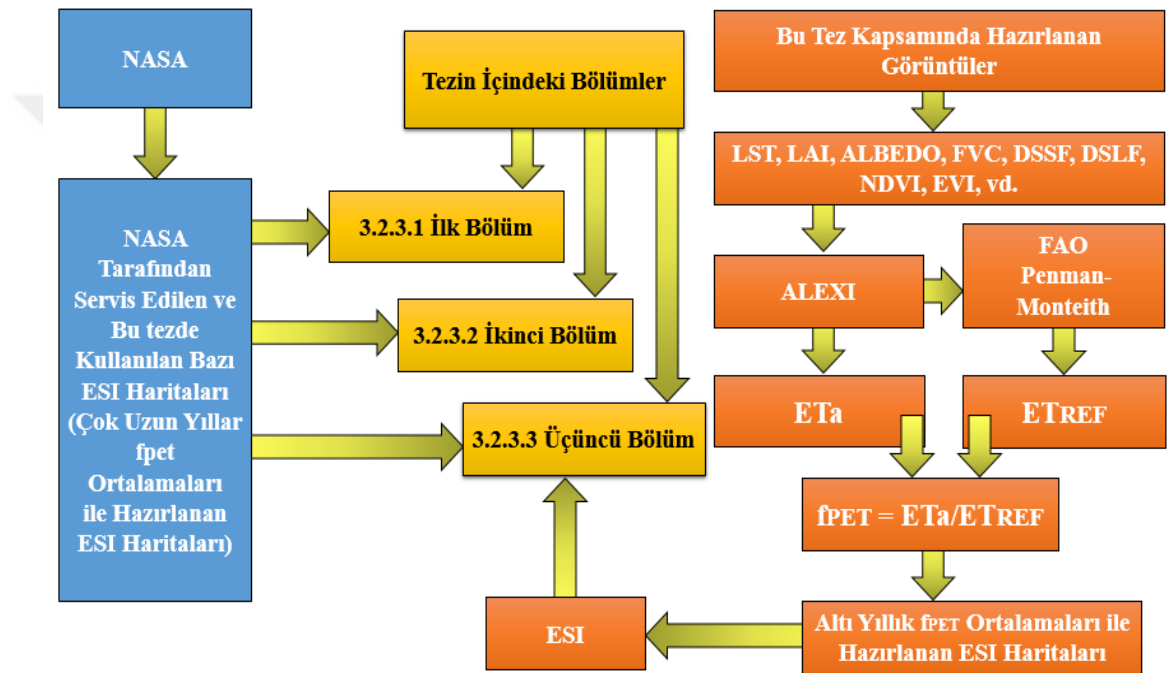 NASA
NASA
Tarafından
Servis Edilen ve
Bu tezde
Kullanılan Bazı
ESI Haritaları
(Çok Uzun Yıllar
fpet
Ortalamaları
ile Hazırlanan
ESI Haritaları)
Tezin İçindeki Bölümler
3.2.3.1 İlk Bölüm
3.2.3.2 İkinci Bölüm
3.2.3.3 Üçüncü Bölüm
ESI
Bu Tez Kapsamında Hazırlanan
Görüntüler
LST, LAI, ALBEDO, FVC, DSSF, DSLF,
NDVI, EVI, vd.
ALEXI
FAO
Penman-
Monteith
ETa
ETREF
fPET = ETa/ETREF
Altı Yıllık fPET Ortalamaları ile
Hazırlanan ESI Haritaları